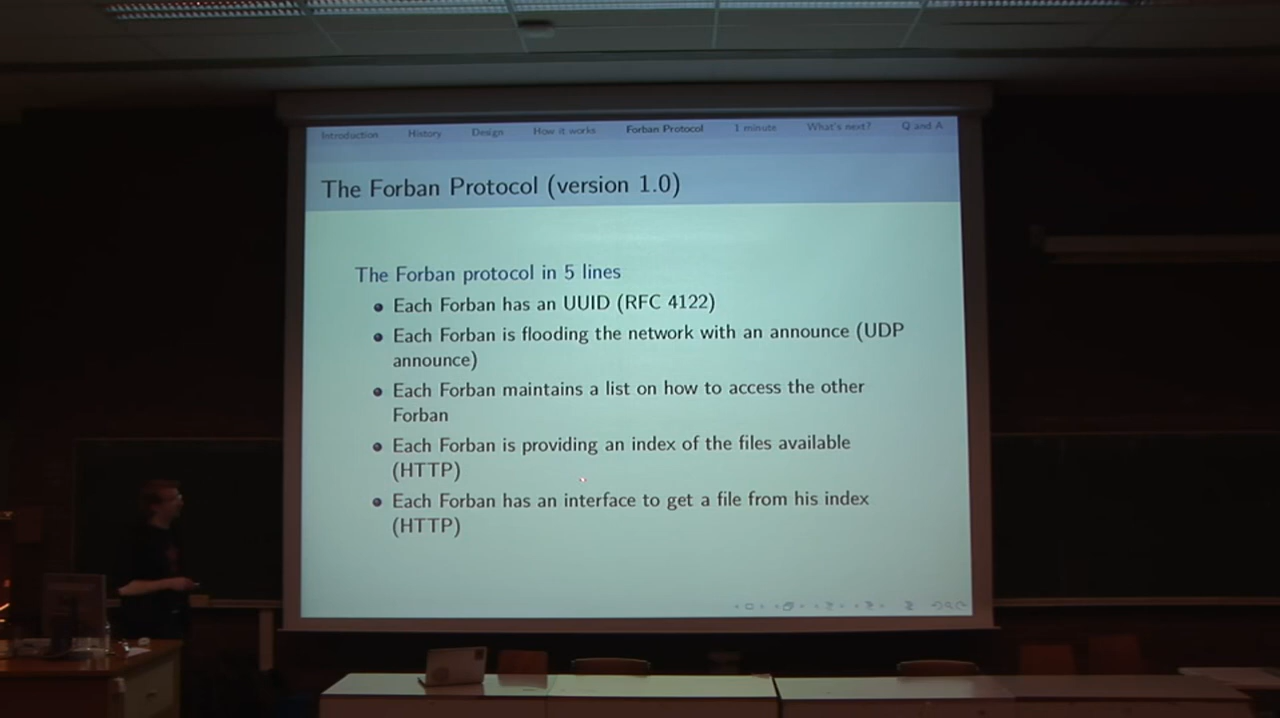 Introduction History Design How it works Forban Protocol 1 minute What's next? Q and A
The Forban Protocol (version 1.0)
The Forban protocol in 5 lines
Each Forban has an UUID (RFC 4122)
Each Forban is flooding the network with an announce (UDP
announce)
Each Forban maintains a list on how to access the other
Forban
Each Forban is providing an index of the files available
(HTTP)
Each Forban has an interface to get a file from his index
(HTTP)